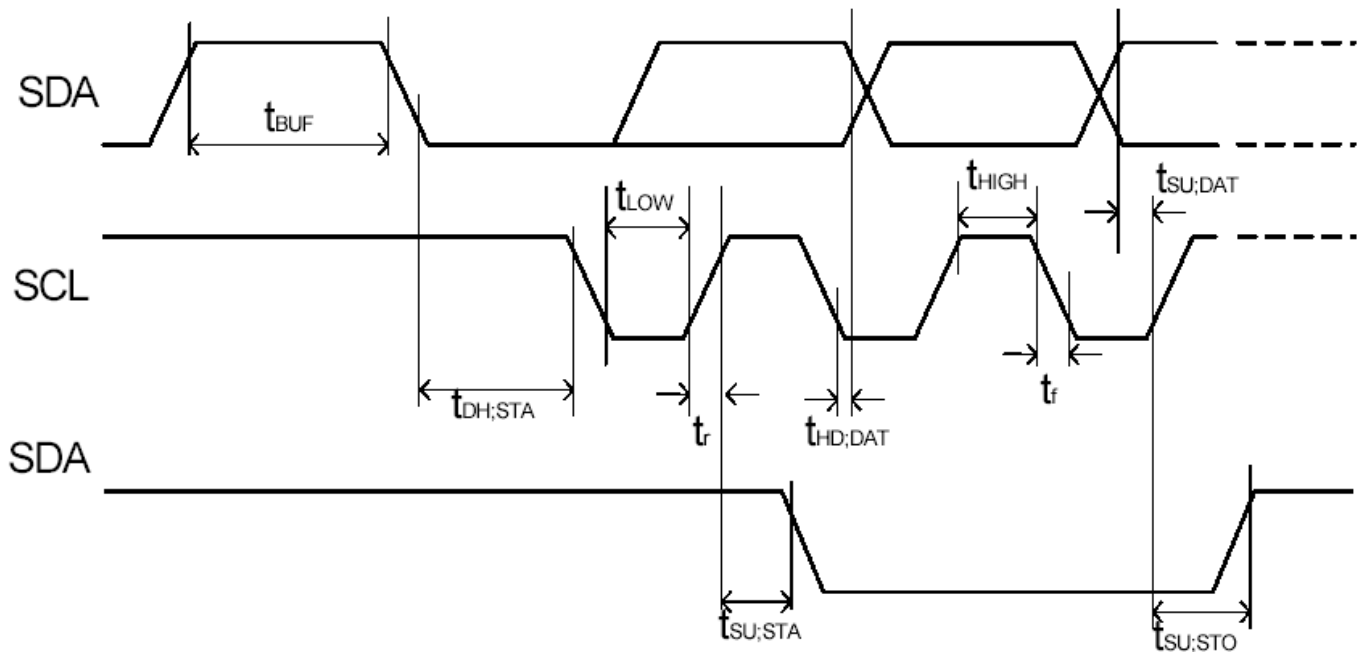 SDA
tBUF
tLOW
tHIGH
tSU;DAT
SCL
tDH;STA
tr
tHD;DAT
tf
SDA
tSU;STA
tSU;STO